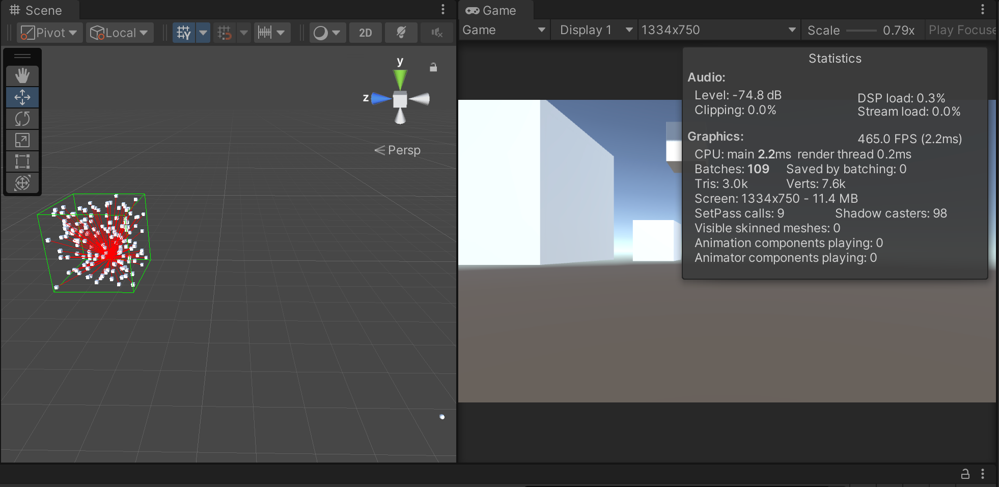 Scene
Pivot
Local
Y
2D
y
z
Persp
Game
Game
Display 1
1334x750
Scale
0.79x
Play Focuse
Statistics
Audio:
Level: -74.8 dB
DSP load: 0.3%
Clipping: 0.0%
Stream load: 0.0%
Graphics:
465.0 FPS (2.2ms)
CPU: main 2.2ms render thread 0.2ms
Batches: 109 Saved by batching: 0
Tris: 3.0k Verts: 7.6k
Screen: 1334x750 - 11.4 MB
SetPass calls: 9 Shadow casters: 98
Visible skinned meshes: 0
Animation components playing: 0
Animator components playing: 0